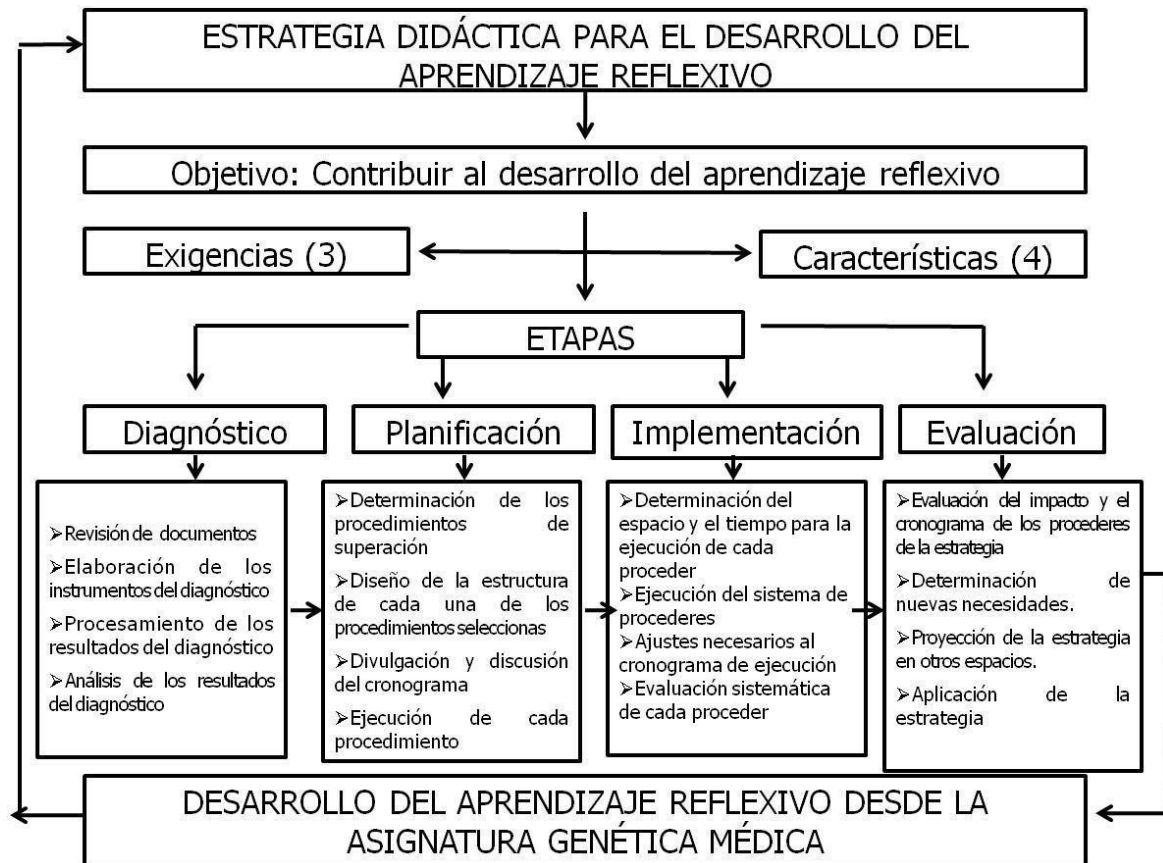 ESTRATEGIA DIDÁCTICA PARA EL DESARROLLO DEL
APRENDIZAJE REFLEXIVO
Objetivo: Contribuir al desarrollo del aprendizaje reflexivo
Exigencias (3)
Características (4)
ETAPAS
Diagnóstico
Planificación
Implementación
Evaluación
➢Revisión de documentos
➢Elaboración de los
instrumentos del diagnóstico
➢Procesamiento de los
resultados del diagnóstico
➢Análisis de los resultados
del diagnóstico
➢Determinación de los
procedimientos de
superación
➢Diseño de la estructura
de cada una de los
procedimientos seleccionas
➢Divulgación y discusión
del cronograma
➢Ejecución de cada
procedimiento
➢Determinación del
espacio y el tiempo para la
ejecución de cada
proceder
➢Ejecución del sistema de
procederes
➢Ajustes necesarios al
cronograma de ejecución
➢Evaluación sistemática
de cada proceder
➢Evaluación del impacto y el
cronograma de los procederes
de la estrategia
➢Determinación de
nuevas necesidades.
➢Proyección de la estrategia
en otros espacios.
➢Aplicación de la
estrategia
DESARROLLO DEL APRENDIZAJE REFLEXIVO DESDE LA
ASIGNATURA GENÉTICA MÉDICA